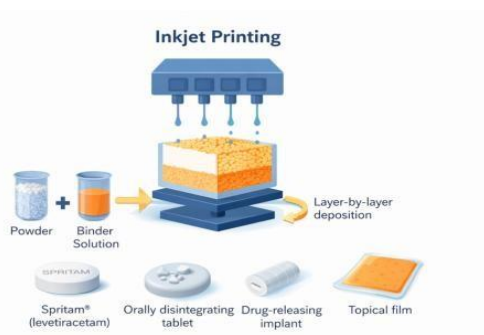 Inkjet Printing
Powder
+
Binder
Solution
Layer-by-layer
deposition
SPRITAM
Spritam®
(levetiracetam)
Orally disintegrating
tablet
Drug-releasing
implant
Topical film